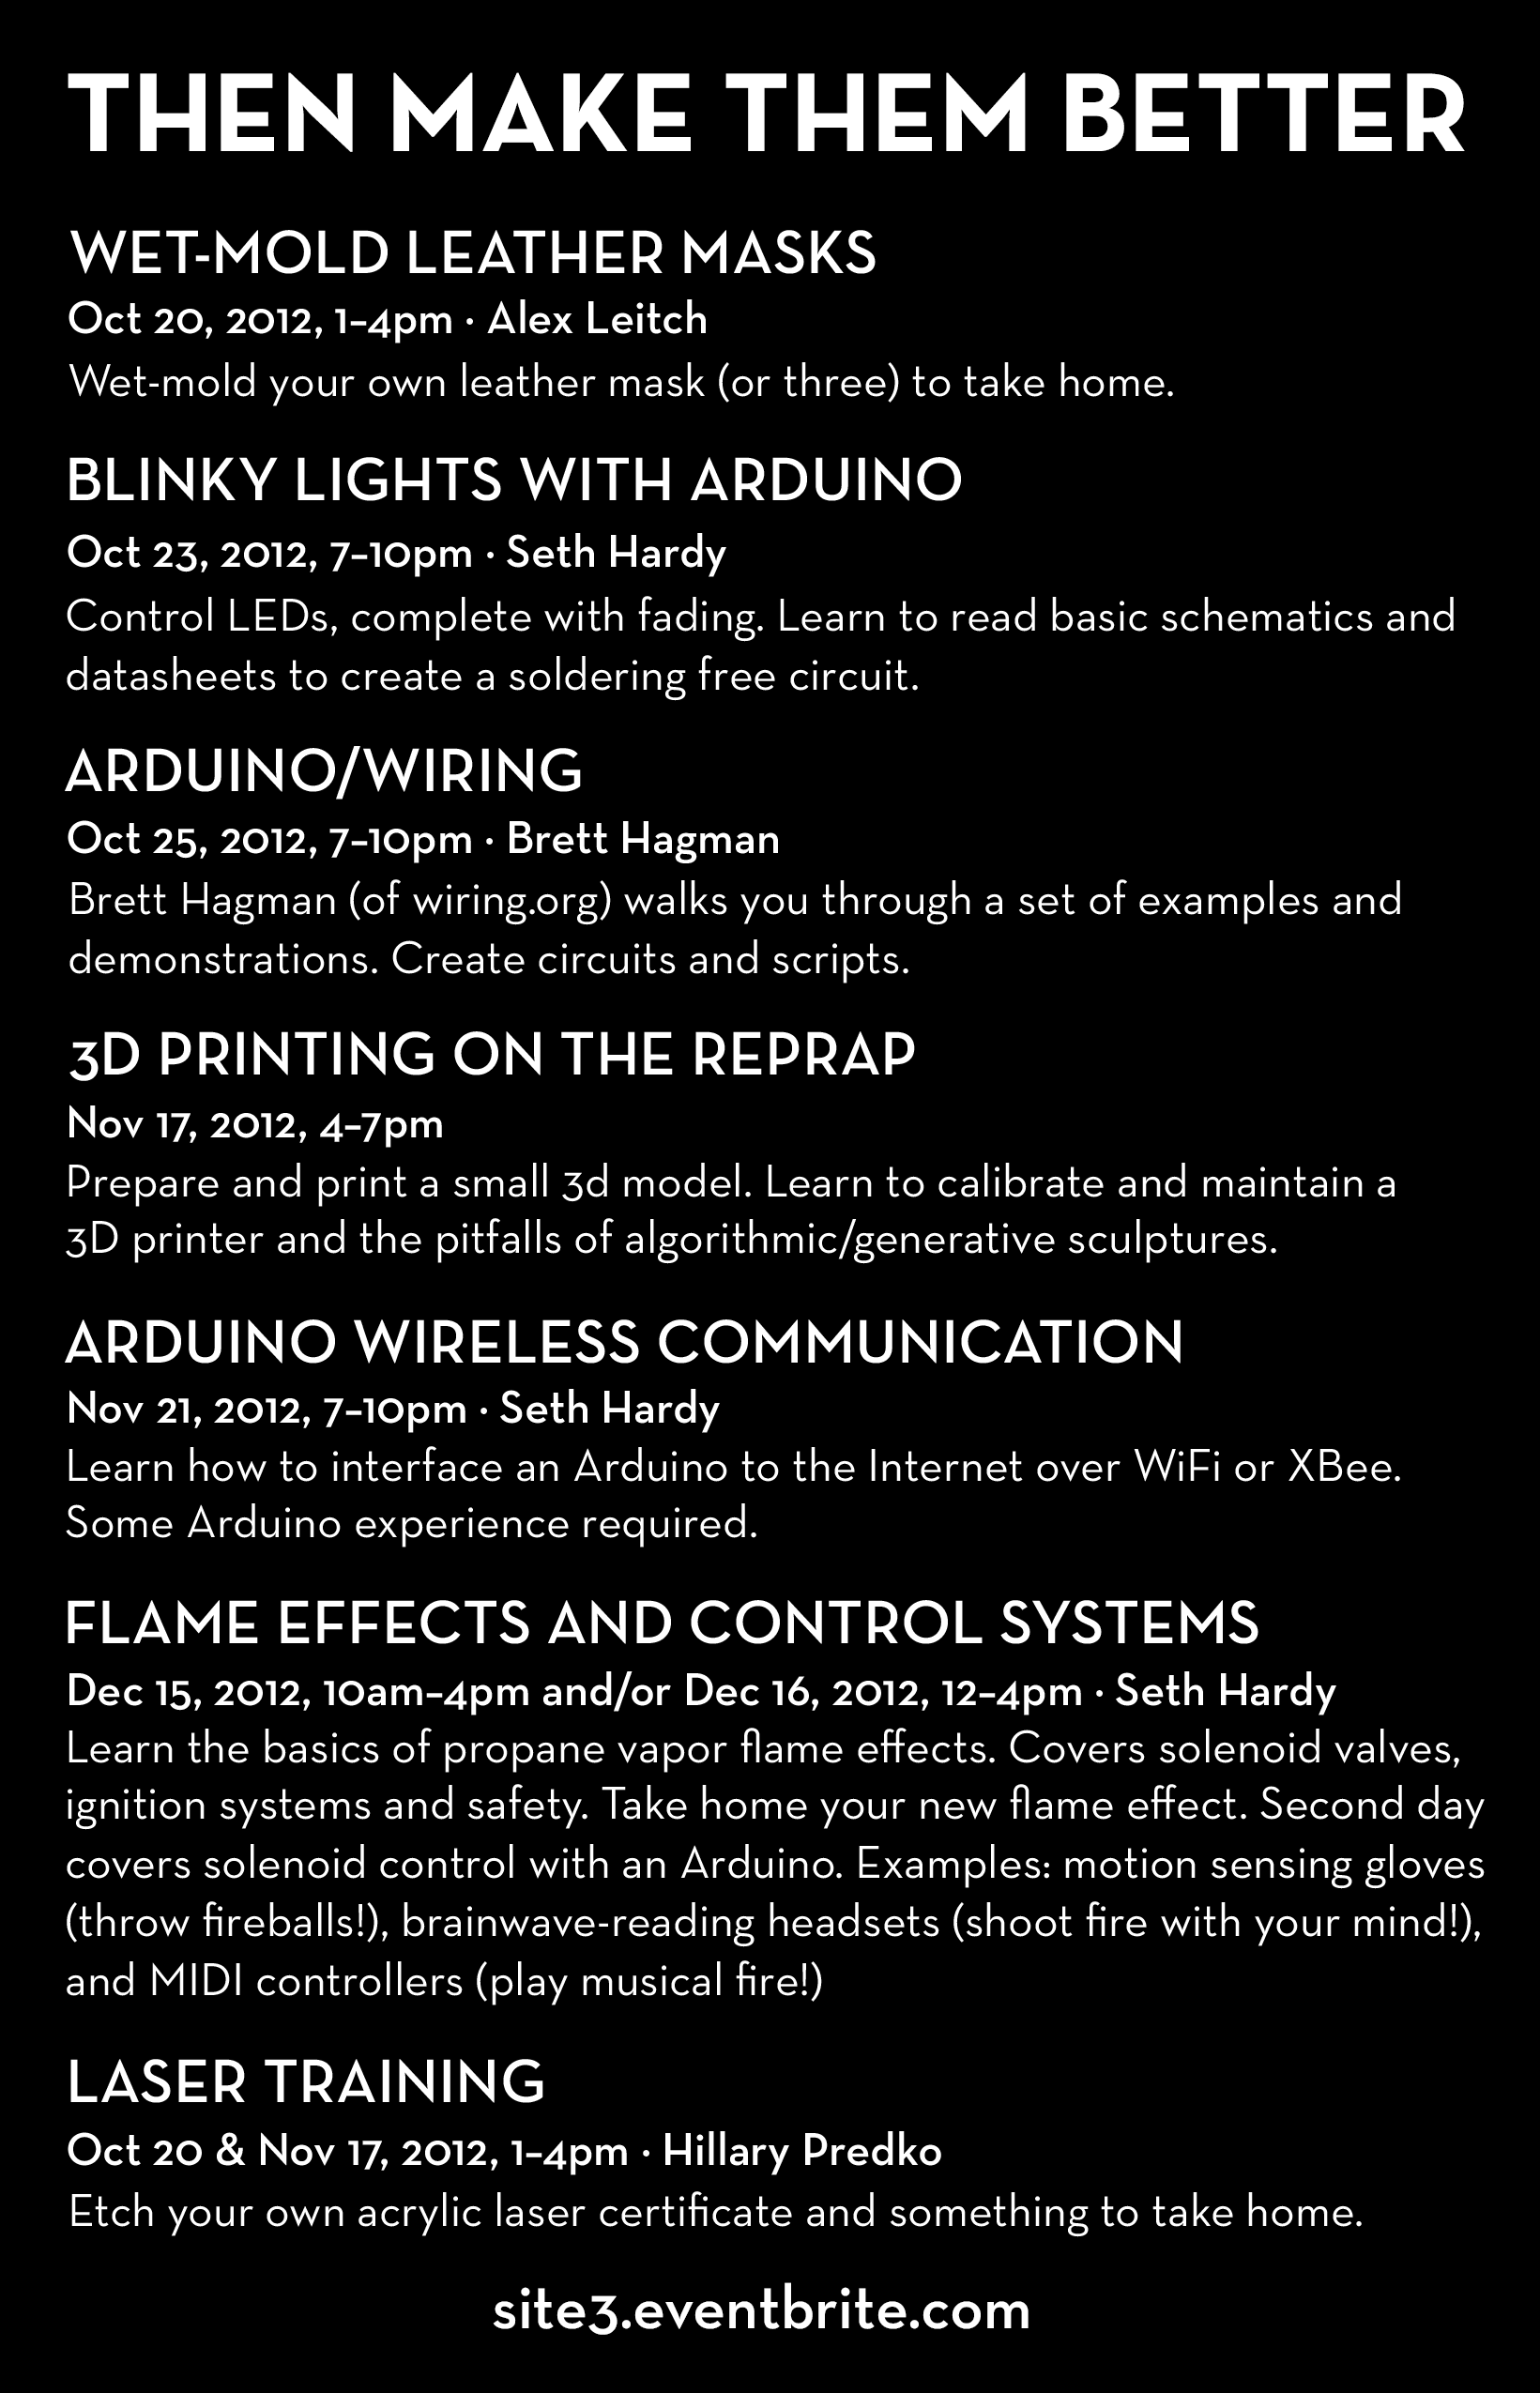 THEN MAKE THEM BETTER
WET-MOLD LEATHER MASKS
Oct 20, 2012, 1–4pm · Alex Leitch
Wet-mold your own leather mask (or three) to take home.
BLINKY LIGHTS WITH ARDUINO
Oct 23, 2012, 7–10pm · Seth Hardy
Control LEDs, complete with fading. Learn to read basic schematics and
datasheets to create a soldering free circuit.
ARDUINO/WIRING
Oct 25, 2012, 7–10pm · Brett Hagman
Brett Hagman (of wiring.org) walks you through a set of examples and
demonstrations. Create circuits and scripts.
3D PRINTING ON THE REPRAP
Nov 17, 2012, 4–7pm
Prepare and print a small 3d model. Learn to calibrate and maintain a
3D printer and the pitfalls of algorithmic/generative sculptures.
ARDUINO WIRELESS COMMUNICATION
Nov 21, 2012, 7–10pm · Seth Hardy
Learn how to interface an Arduino to the Internet over WiFi or XBee.
Some Arduino experience required.
FLAME EFFECTS AND CONTROL SYSTEMS
Dec 15, 2012, 10am–4pm and/or Dec 16, 2012, 12–4pm · Seth Hardy
Learn the basics of propane vapor flame effects. Covers solenoid valves,
ignition systems and safety. Take home your new flame effect. Second day
covers solenoid control with an Arduino. Examples: motion sensing gloves
(throw fireballs!), brainwave-reading headsets (shoot fire with your mind!),
and MIDI controllers (play musical fire!)
LASER TRAINING
Oct 20 & Nov 17, 2012, 1–4pm · Hillary Predko
Etch your own acrylic laser certificate and something to take home.
site3.eventbrite.com